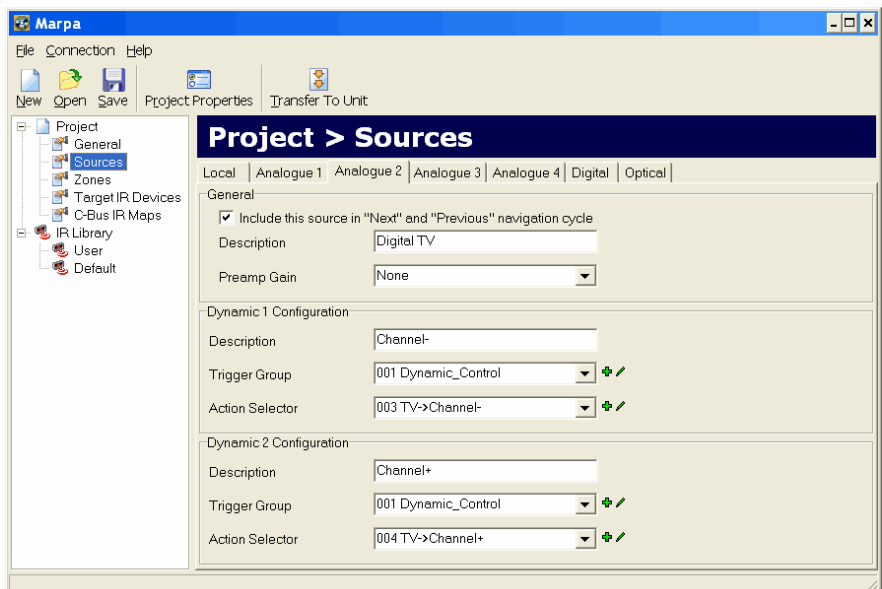 Marpa
File Connection Help
New Open Save Project Properties Transfer To Unit
Project
General
Sources
Zones
Target IR Devices
C-Bus IR Maps
IR Library
User
Default
Project > Sources
Local Analogue 1 Analogue 2 Analogue 3 Analogue 4 Digital Optical
General
Include this source in "Next" and "Previous" navigation cycle
Description Digital TV
Preamp Gain None
Dynamic 1 Configuration
Description Channel-
Trigger Group 001 Dynamic_Control
Action Selector 003 TV->Channel-
Dynamic 2 Configuration
Description Channel+
Trigger Group 001 Dynamic_Control
Action Selector 004 TV->Channel+